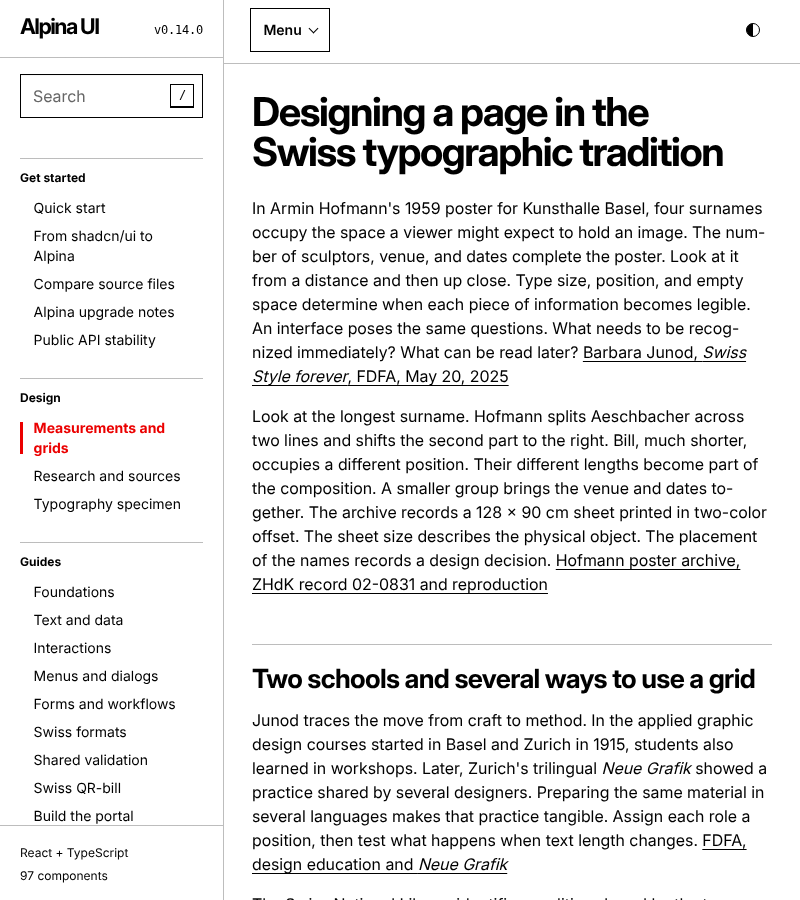 Alpina UI
v0.14.0
Search
/
Get started
Quick start
From shadcn/ui to
Alpina
Compare source files
Alpina upgrade notes
Public API stability
Design
Measurements and
grids
Research and sources
Typography specimen
Guides
Foundations
Text and data
Interactions
Menus and dialogs
Forms and workflows
Swiss formats
Shared validation
Swiss QR-bill
Build the portal
React + TypeScript
97 components
Menu
Designing a page in the
Swiss typographic tradition
In Armin Hofmann's 1959 poster for Kunsthalle Basel, four surnames
occupy the space a viewer might expect to hold an image. The num-
ber of sculptors, venue, and dates complete the poster. Look at it
from a distance and then up close. Type size, position, and empty
space determine when each piece of information becomes legible.
An interface poses the same questions. What needs to be recog-
nized immediately? What can be read later? Barbara Junod, Swiss
Style forever, FDFA, May 20, 2025
Look at the longest surname. Hofmann splits Aeschbacher across
two lines and shifts the second part to the right. Bill, much shorter,
occupies a different position. Their different lengths become part of
the composition. A smaller group brings the venue and dates to-
gether. The archive records a 128 × 90 cm sheet printed in two-color
offset. The sheet size describes the physical object. The placement
of the names records a design decision. Hofmann poster archive,
ZHdK record 02-0831 and reproduction
Two schools and several ways to use a grid
Junod traces the move from craft to method. In the applied graphic
design courses started in Basel and Zurich in 1915, students also
learned in workshops. Later, Zurich's trilingual Neue Grafik showed a
practice shared by several designers. Preparing the same material in
several languages makes that practice tangible. Assign each role a
position, then test what happens when text length changes. FDFA,
design education and Neue Grafik